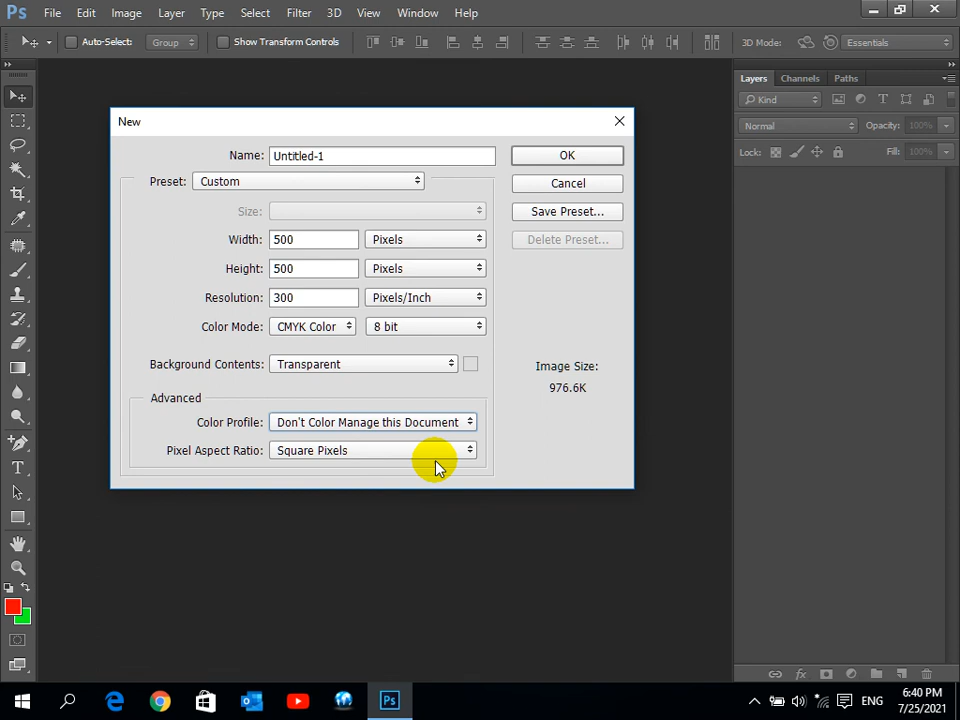 Ps File Edit Image Layer Type Select Filter 3D View Window Help
Auto-Select: Group Show Transform Controls 3D Mode: Essentials
Layers Channels Paths
Kind
Normal Opacity: 100%
Lock: Fill: 100%
New
Name: Untitled-1 OK
Preset: Custom Cancel
Size: Save Preset...
Width: 500 Pixels Delete Preset...
Height: 500 Pixels
Resolution: 300 Pixels/Inch
Color Mode: CMYK Color 8 bit
Background Contents: Transparent Image Size:
976.6K
Advanced
Color Profile: Don't Color Manage this Document
Pixel Aspect Ratio: Square Pixels
T
fx
Ps ENG 6:40 PM
7/25/2021